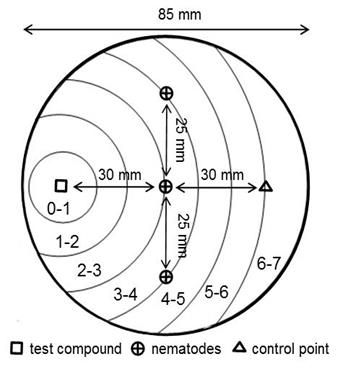 85 mm
25 mm
30 mm
30 mm
25 mm
0-1
1-2
2-3
3-4
4-5
5-6
6-7
test compound
nematodes
control point